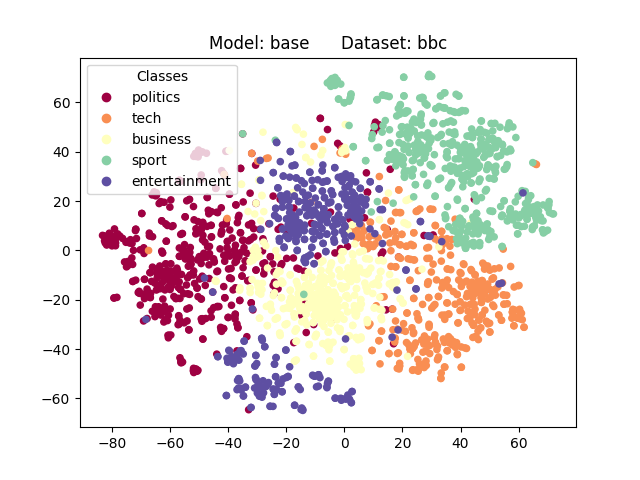 Model: base      Dataset: bbc
Classes
politics
tech
business
sport
entertainment
60
40
20
0
−20
−40
−60
−80 −60 −40 −20 0 20 40 60